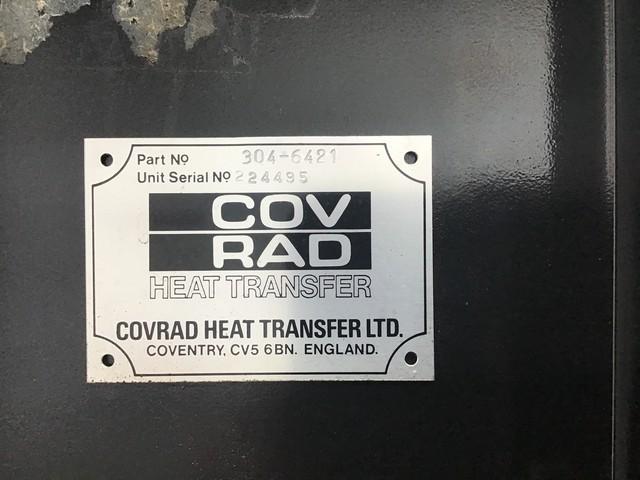 Part Nº 304-6421
Unit Serial Nº 224495
COV
RAD
HEAT TRANSFER
COVRAD HEAT TRANSFER LTD.
COVENTRY, CV5 6BN. ENGLAND.